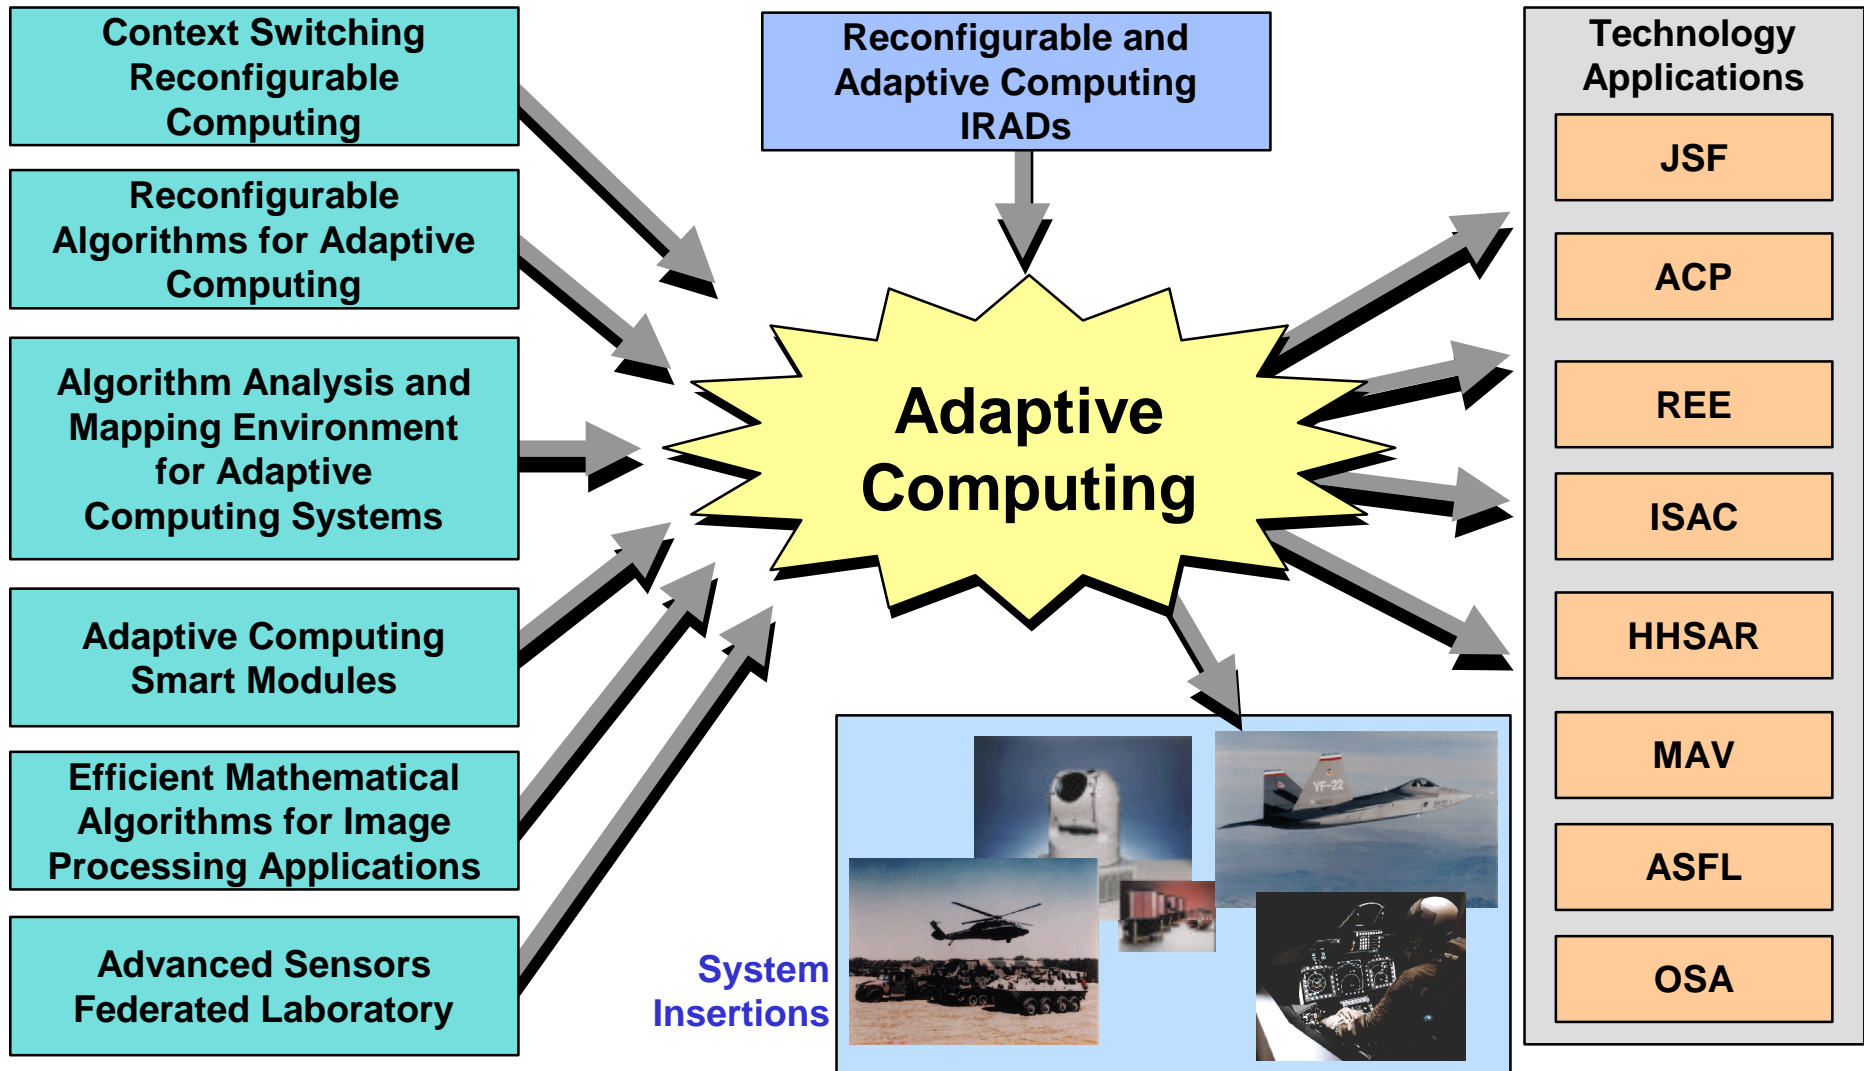 Context Switching
Reconfigurable
Computing
Reconfigurable
Algorithms for Adaptive
Computing
Algorithm Analysis and
Mapping Environment
for Adaptive
Computing Systems
Adaptive Computing
Smart Modules
Efficient Mathematical
Algorithms for Image
Processing Applications
Advanced Sensors
Federated Laboratory
Reconfigurable and
Adaptive Computing
IRADs
Adaptive
Computing
System
Insertions
YF-22
Technology
Applications
JSF
ACP
REE
ISAC
HHSAR
MAV
ASFL
OSA